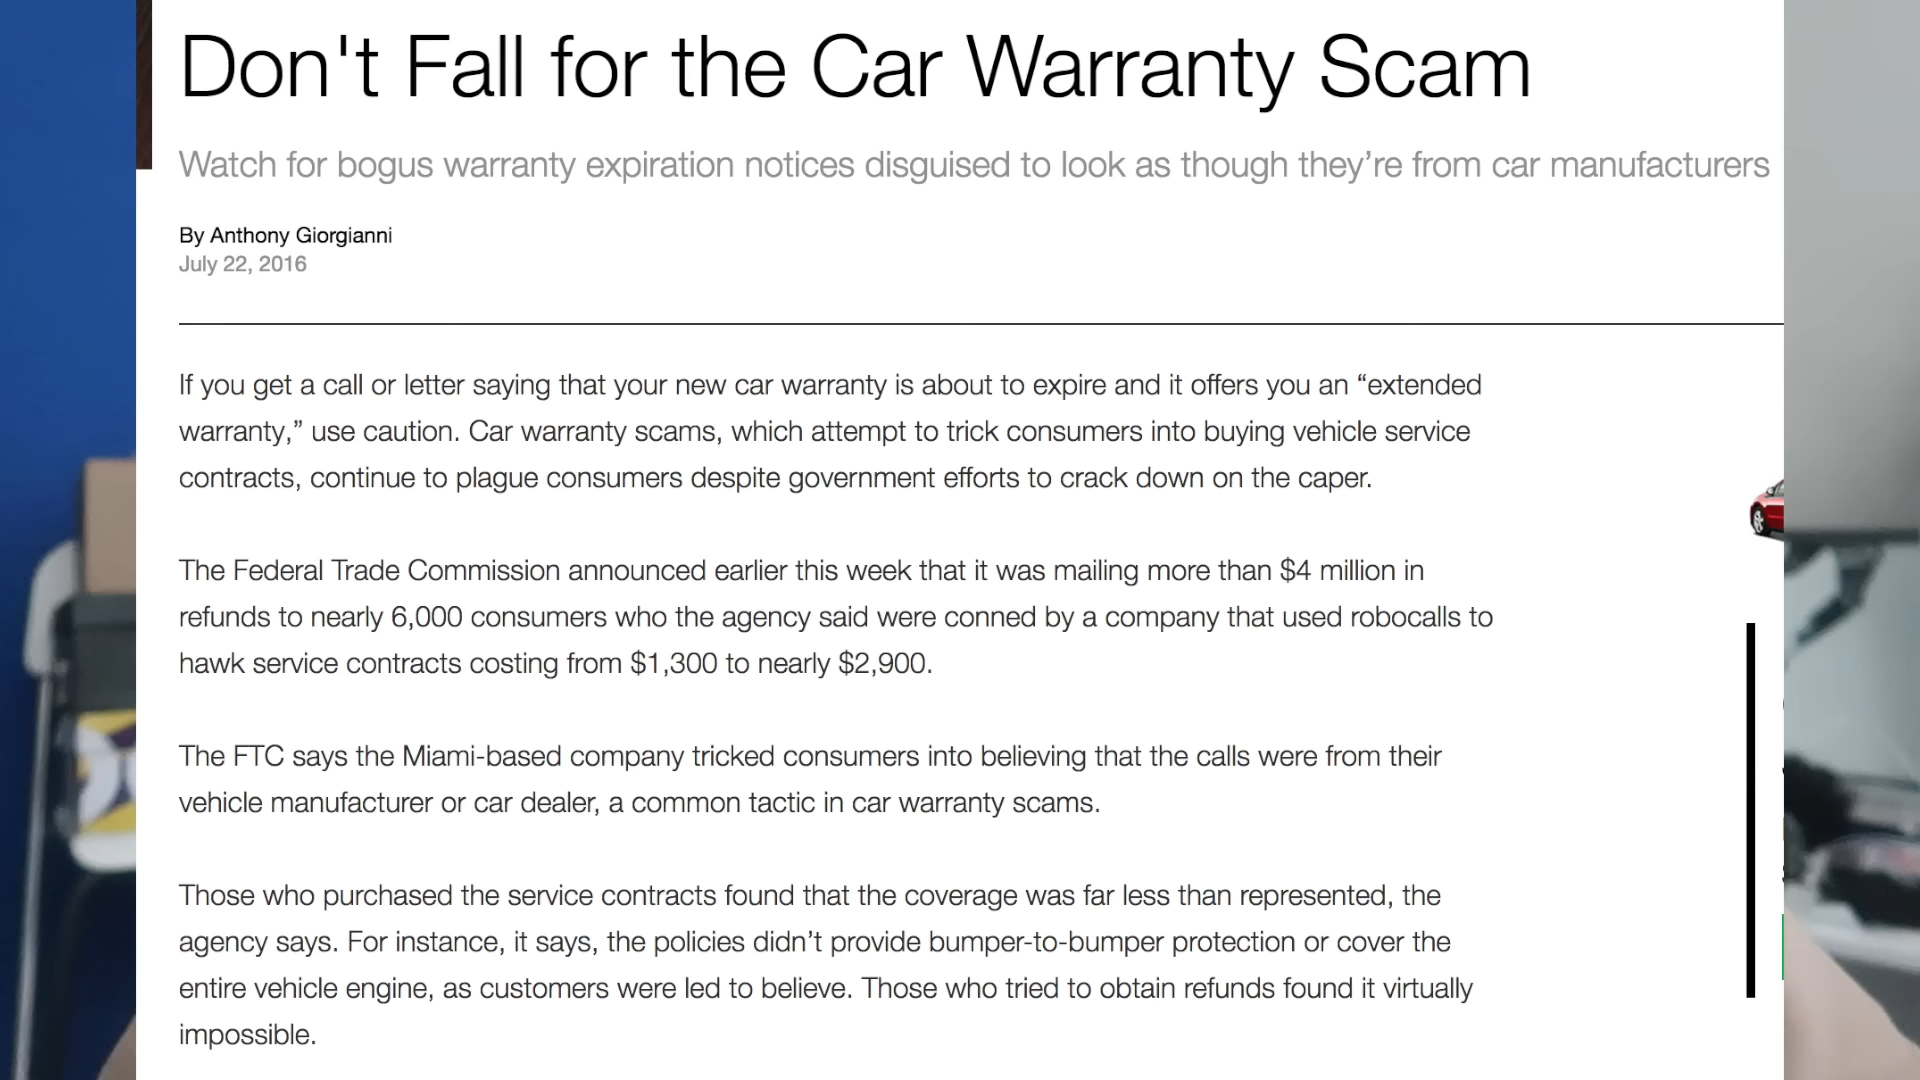 Don't Fall for the Car Warranty Scam
Watch for bogus warranty expiration notices disguised to look as though they’re from car manufacturers
By Anthony Giorgianni
July 22, 2016
If you get a call or letter saying that your new car warranty is about to expire and it offers you an “extended
warranty,” use caution. Car warranty scams, which attempt to trick consumers into buying vehicle service
contracts, continue to plague consumers despite government efforts to crack down on the caper.
The Federal Trade Commission announced earlier this week that it was mailing more than $4 million in
refunds to nearly 6,000 consumers who the agency said were conned by a company that used robocalls to
hawk service contracts costing from $1,300 to nearly $2,900.
The FTC says the Miami-based company tricked consumers into believing that the calls were from their
vehicle manufacturer or car dealer, a common tactic in car warranty scams.
Those who purchased the service contracts found that the coverage was far less than represented, the
agency says. For instance, it says, the policies didn’t provide bumper-to-bumper protection or cover the
entire vehicle engine, as customers were led to believe. Those who tried to obtain refunds found it virtually
impossible.